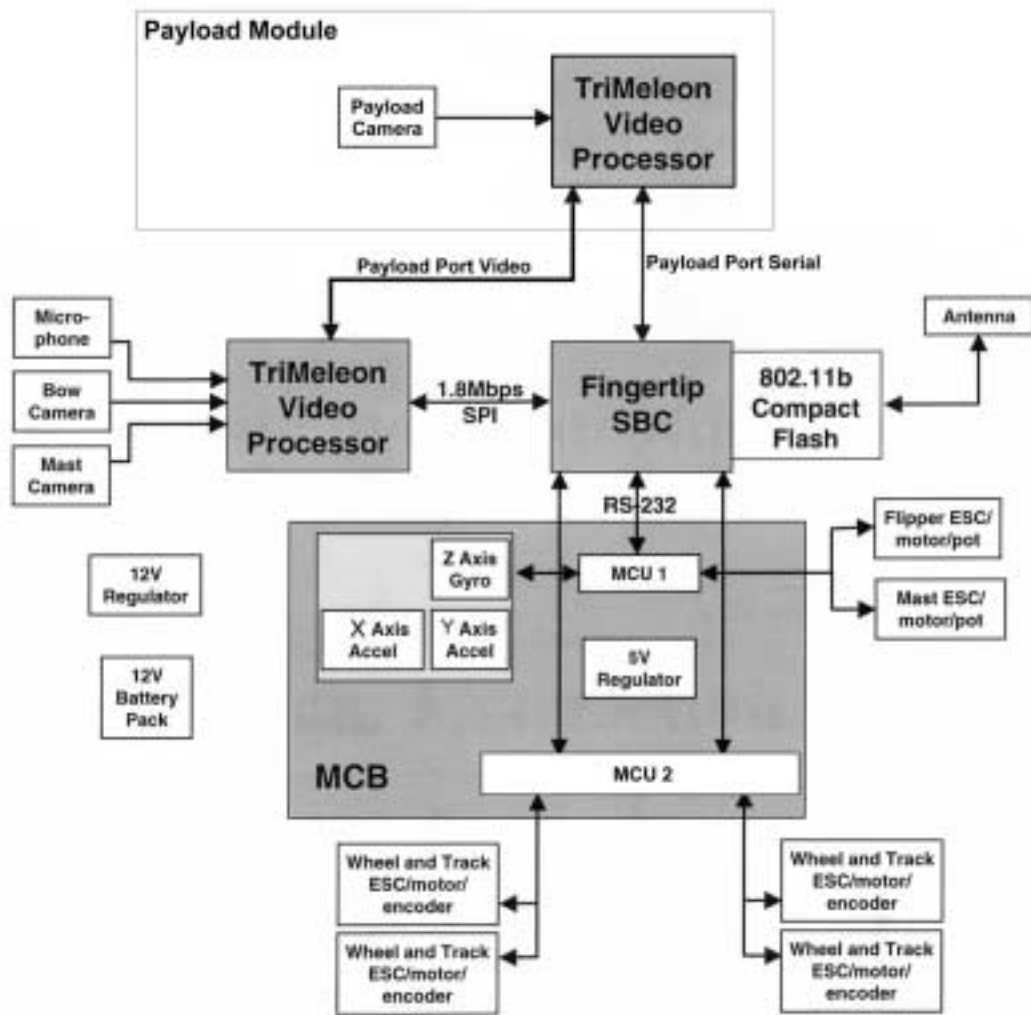 Payload Module
Payload
Camera
TriMeleon
Video
Processor
Payload Port Video
Payload Port Serial
Micro-
phone
Bow
Camera
Mast
Camera
TriMeleon
Video
Processor
1.8Mbps
SPI
Fingertip
SBC
802.11b
Compact
Flash
Antenna
RS-232
Flipper ESC/
motor/pot
Mast ESC/
motor/pot
12V
Regulator
12V
Battery
Pack
Z Axis
Gyro
X Axis
Accel
Y Axis
Accel
MCU 1
5V
Regulator
MCB
MCU 2
Wheel and Track
ESC/motor/
encoder
Wheel and Track
ESC/motor/
encoder
Wheel and Track
ESC/motor/
encoder
Wheel and Track
ESC/motor/
encoder